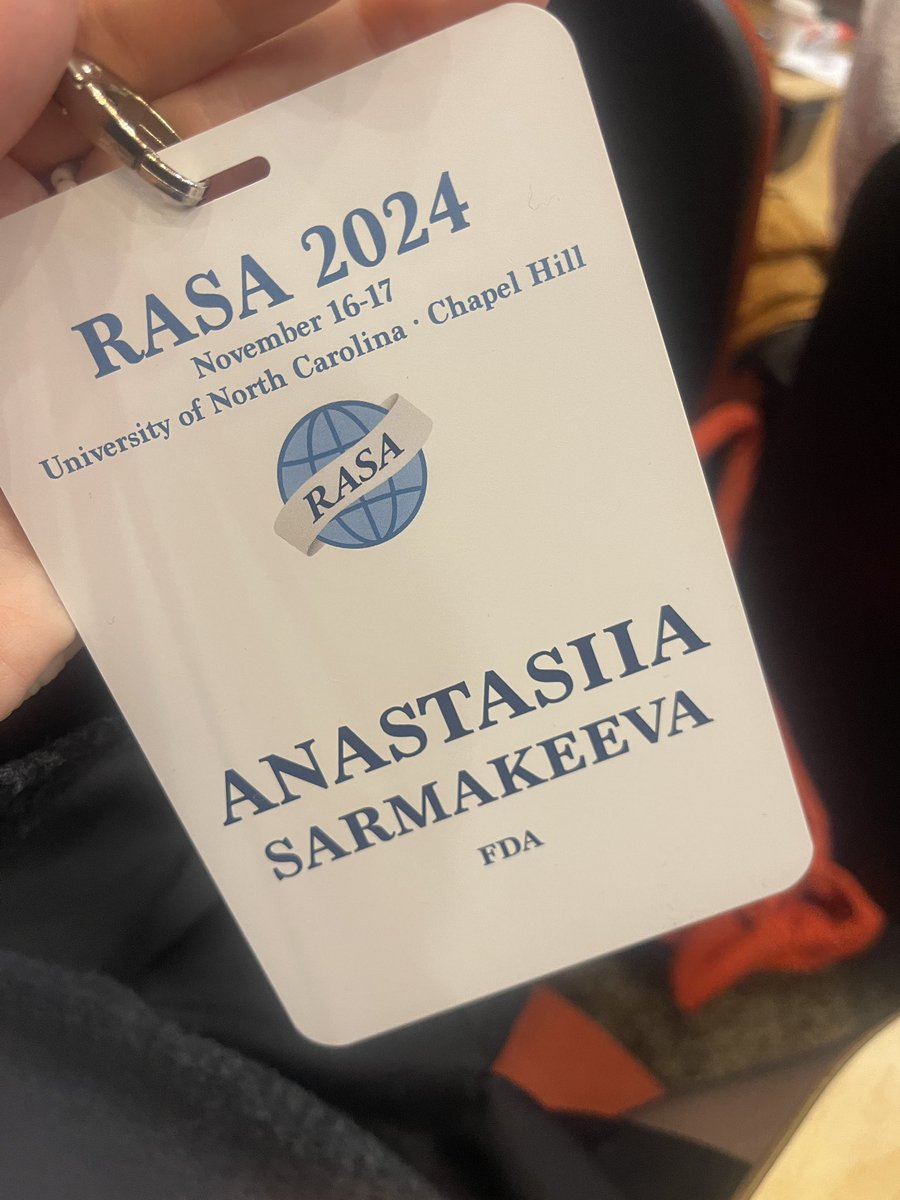 RASA 2024
November 16-17
University of North Carolina · Chapel Hill
RASA
ANASTASIIA
SARMAKEEVA
FDA